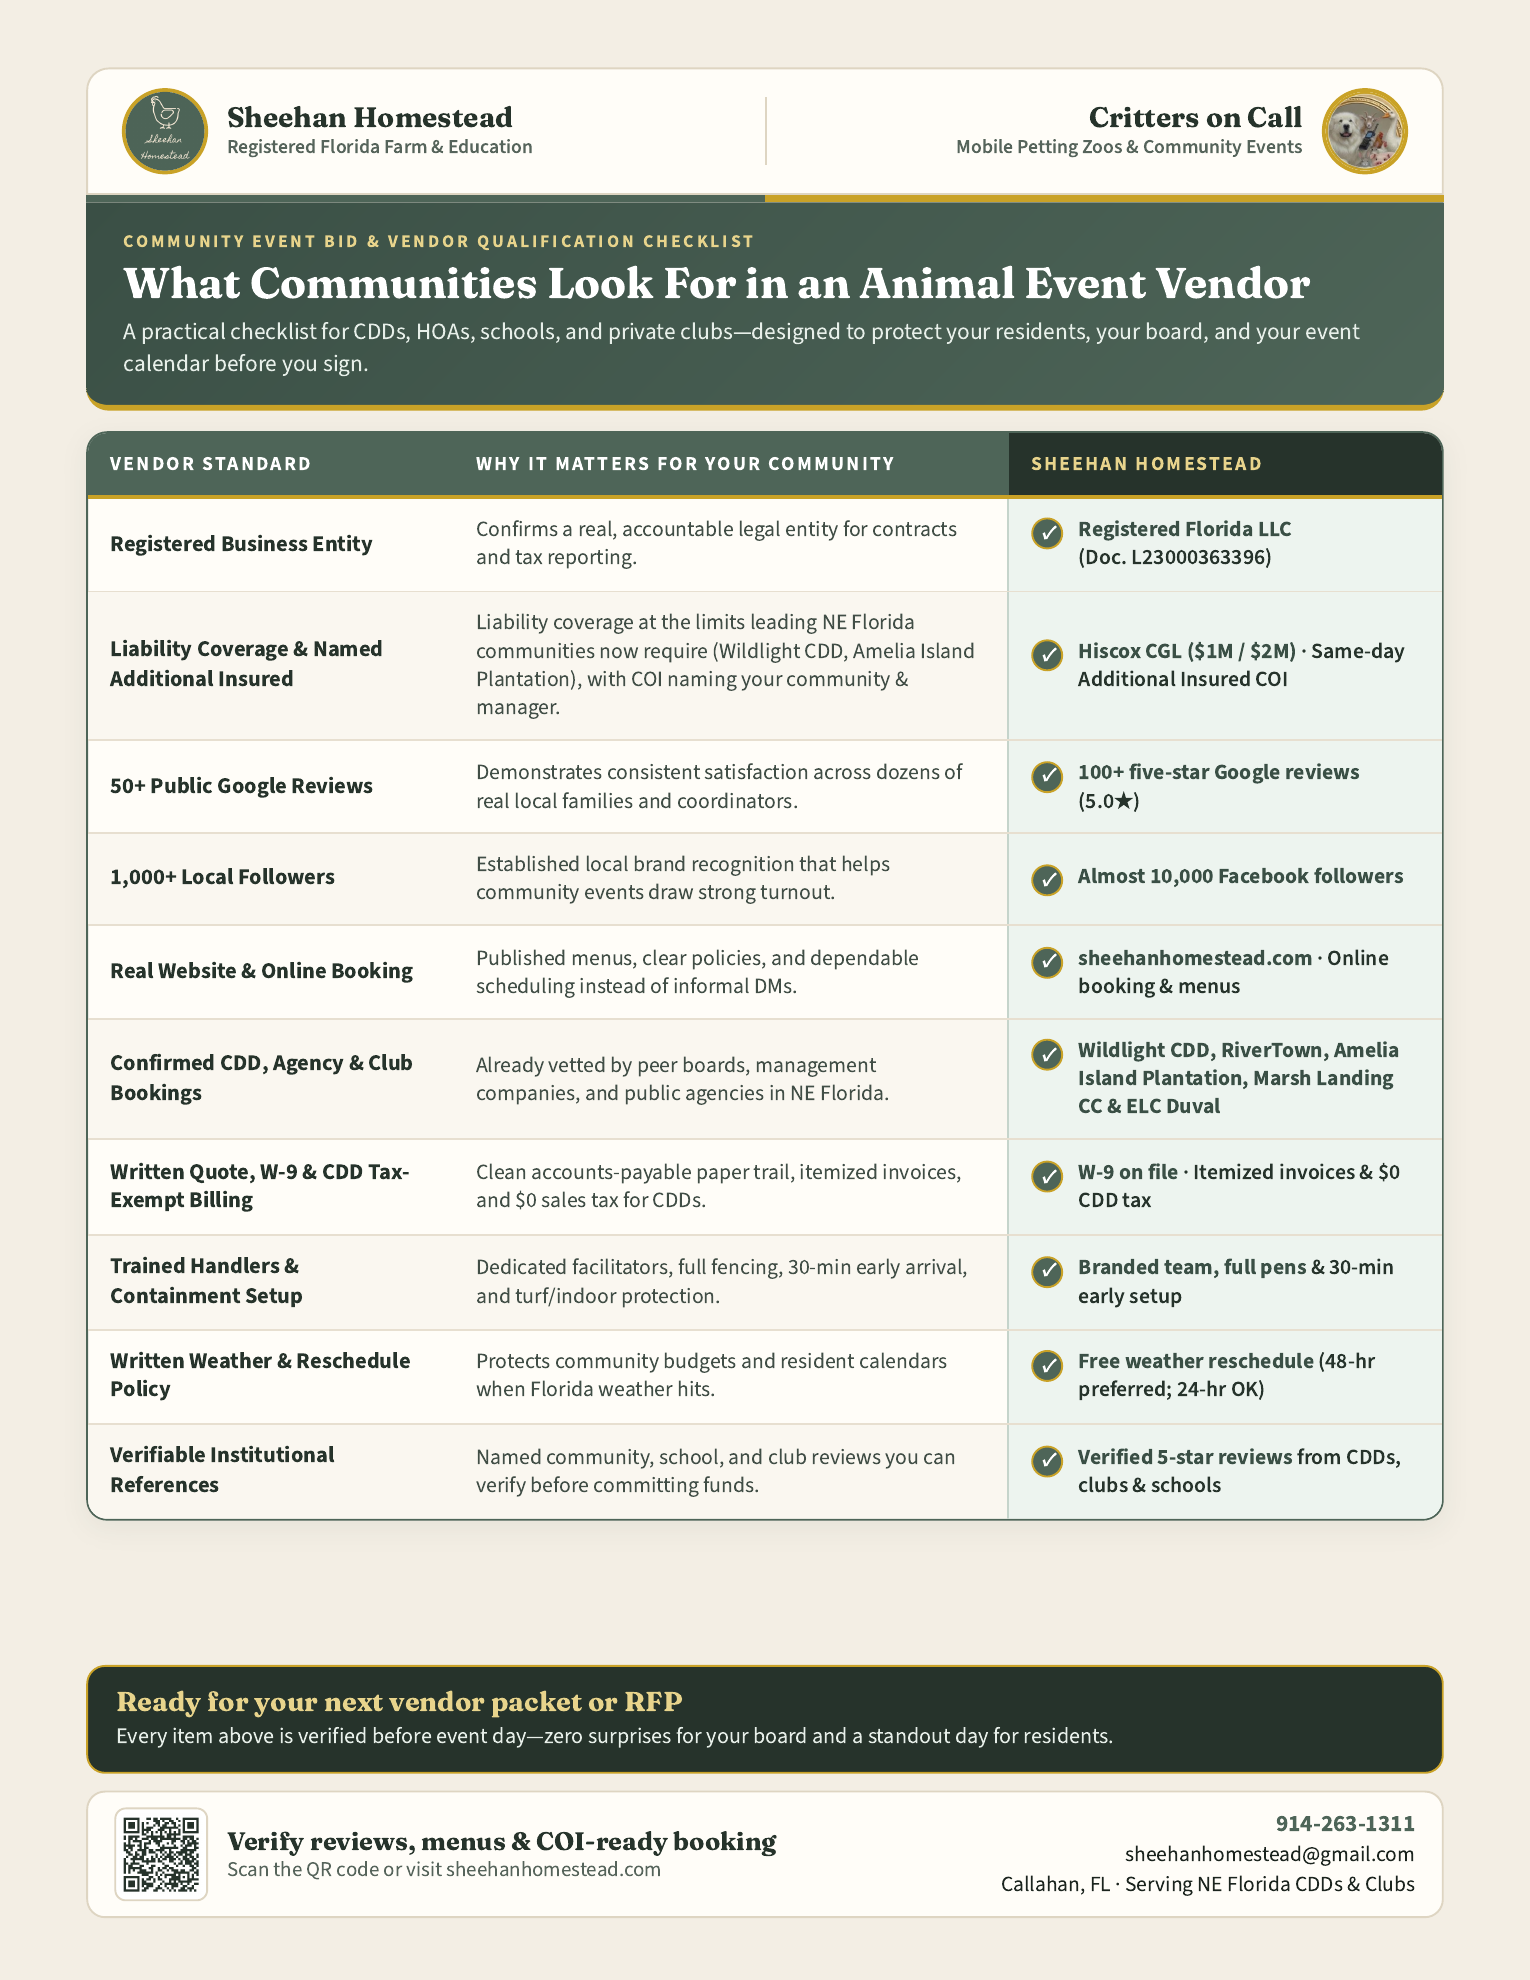 Sheehan
Homestead
Sheehan Homestead
Registered Florida Farm & Education
Critters on Call
Mobile Petting Zoos & Community Events
COMMUNITY EVENT BID & VENDOR QUALIFICATION CHECKLIST
What Communities Look For in an Animal Event Vendor
A practical checklist for CDDs, HOAs, schools, and private clubs—designed to protect your residents, your board, and your event
calendar before you sign.
VENDOR STANDARD
WHY IT MATTERS FOR YOUR COMMUNITY
SHEEHAN HOMESTEAD
Registered Business Entity
Confirms a real, accountable legal entity for contracts
and tax reporting.
✓ Registered Florida LLC
(Doc. L23000363396)
Liability Coverage & Named
Additional Insured
Liability coverage at the limits leading NE Florida
communities now require (Wildlight CDD, Amelia Island
Plantation), with COI naming your community &
manager.
✓ Hiscox CGL ($1M / $2M) · Same-day
Additional Insured COI
50+ Public Google Reviews
Demonstrates consistent satisfaction across dozens of
real local families and coordinators.
✓ 100+ five-star Google reviews
(5.0★)
1,000+ Local Followers
Established local brand recognition that helps
community events draw strong turnout.
✓ Almost 10,000 Facebook followers
Real Website & Online Booking
Published menus, clear policies, and dependable
scheduling instead of informal DMs.
✓ sheehanhomestead.com · Online
booking & menus
Confirmed CDD, Agency & Club
Bookings
Already vetted by peer boards, management
companies, and public agencies in NE Florida.
✓ Wildlight CDD, RiverTown, Amelia
Island Plantation, Marsh Landing
CC & ELC Duval
Written Quote, W-9 & CDD Tax-
Exempt Billing
Clean accounts-payable paper trail, itemized invoices,
and $0 sales tax for CDDs.
✓ W-9 on file · Itemized invoices & $0
CDD tax
Trained Handlers &
Containment Setup
Dedicated facilitators, full fencing, 30-min early arrival,
and turf/indoor protection.
✓ Branded team, full pens & 30-min
early setup
Written Weather & Reschedule
Policy
Protects community budgets and resident calendars
when Florida weather hits.
✓ Free weather reschedule (48-hr
preferred; 24-hr OK)
Verifiable Institutional
References
Named community, school, and club reviews you can
verify before committing funds.
✓ Verified 5-star reviews from CDDs,
clubs & schools
Ready for your next vendor packet or RFP
Every item above is verified before event day—zero surprises for your board and a standout day for residents.
Verify reviews, menus & COI-ready booking
Scan the QR code or visit sheehanhomestead.com
914-263-1311
sheehanhomestead@gmail.com
Callahan, FL · Serving NE Florida CDDs & Clubs